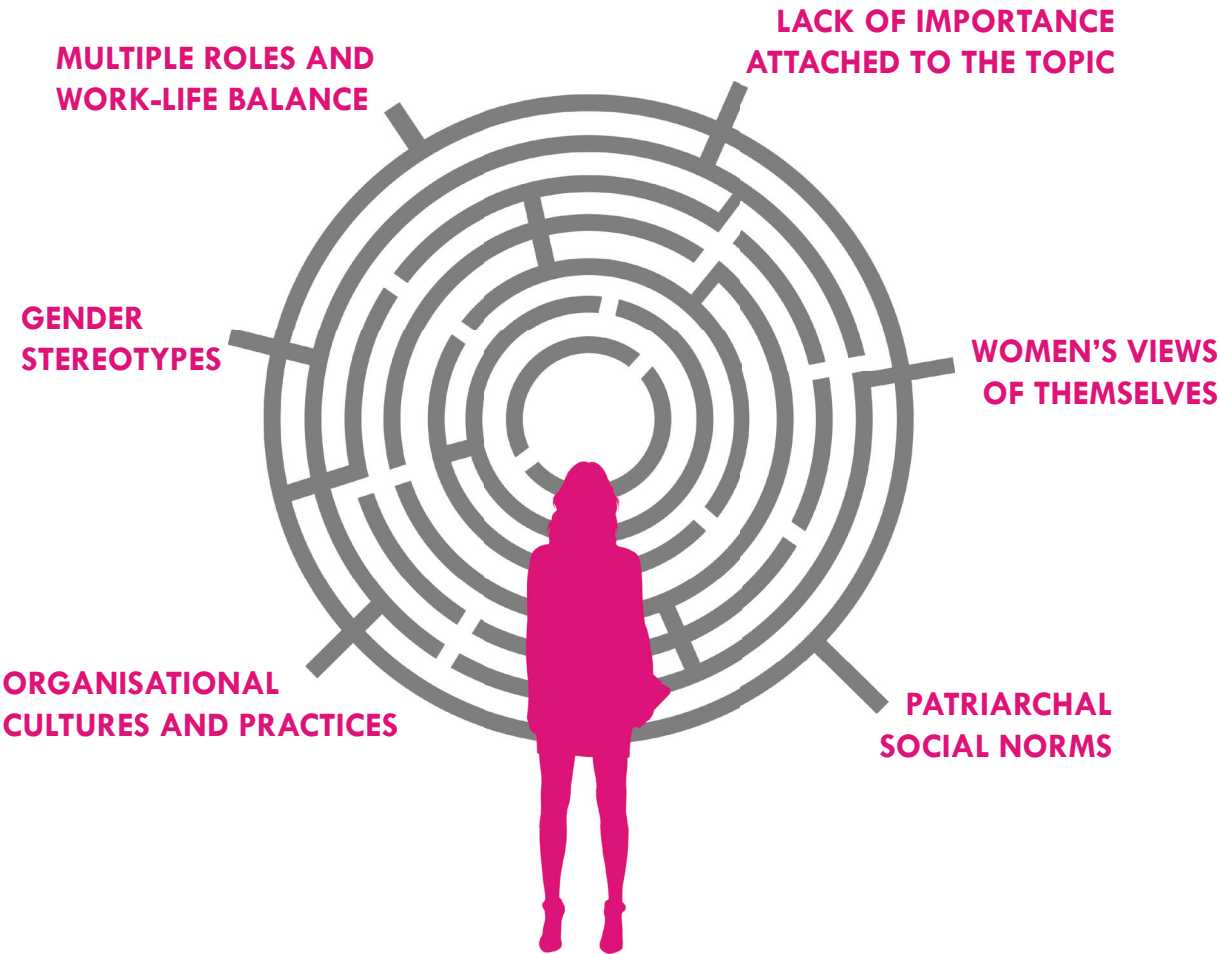 LACK OF IMPORTANCE
ATTACHED TO THE TOPIC
MULTIPLE ROLES AND
WORK-LIFE BALANCE
GENDER
STEREOTYPES
WOMEN’S VIEWS
OF THEMSELVES
ORGANISATIONAL
CULTURES AND PRACTICES
PATRIARCHAL
SOCIAL NORMS